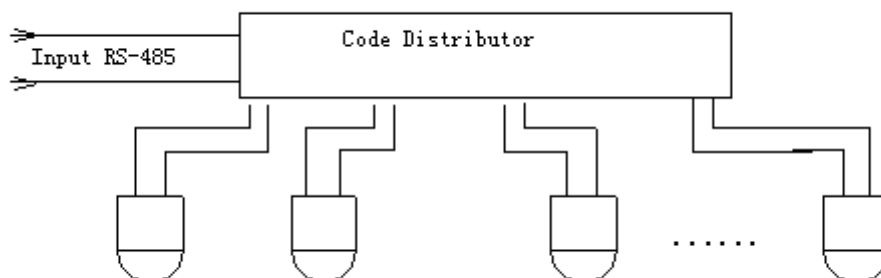 Code Distributor
Input RS-485
......